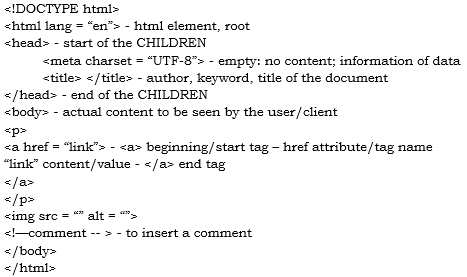 <!DOCTYPE html>
<html lang = “en”> - html element, root
<head> - start of the CHILDREN
<meta charset = “UTF-8”> - empty: no content; information of data
<title> </title> - author, keyword, title of the document
</head> - end of the CHILDREN
<body> - actual content to be seen by the user/client
<p>
<a href = “link”> - <a> beginning/start tag – href attribute/tag name
“link” content/value - </a> end tag
</a>
</p>
<img src = “” alt = “”>
<!—comment -- > - to insert a comment
</body>
</html>